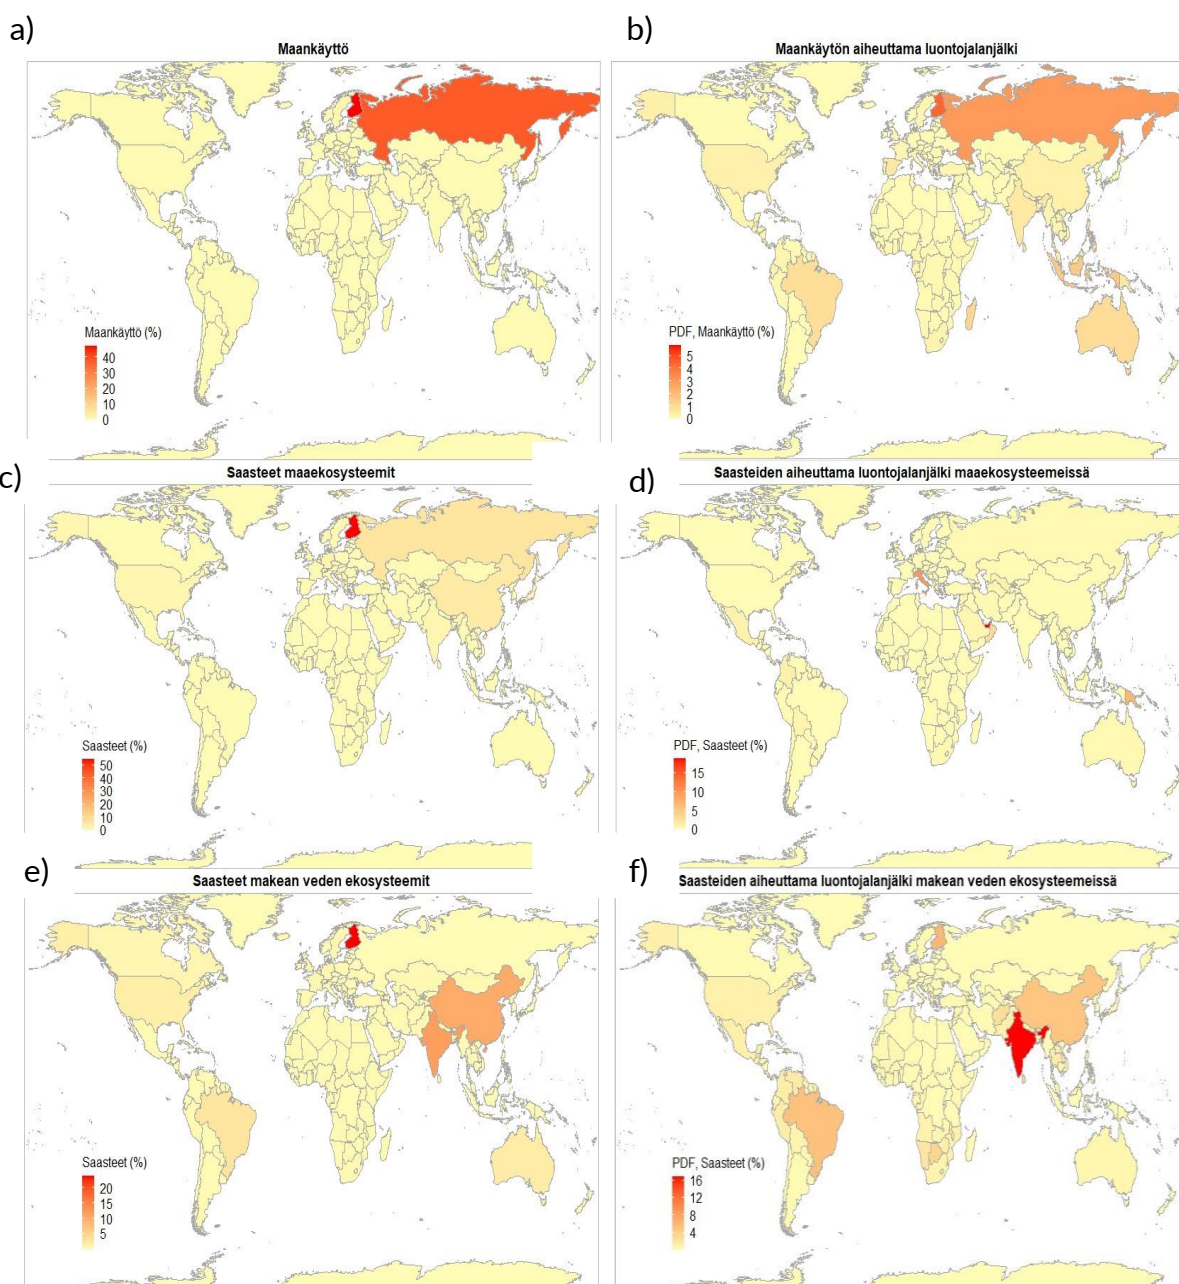 a)
Maankäyttö
Maankäyttö (%)
40
30
20
10
0
b)
Maankäytön aiheuttama luontojalanjälki
PDF, Maankäyttö (%)
5
4
3
2
1
0
c)
Saasteet maaekosysteemit
Saasteet (%)
50
40
30
20
10
0
d)
Saasteiden aiheuttama luontojalanjälki maaekosysteemeissä
PDF, Saasteet (%)
15
10
5
0
e)
Saasteet makean veden ekosysteemit
Saasteet (%)
20
15
10
5
f)
Saasteiden aiheuttama luontojalanjälki makean veden ekosysteemeissä
PDF, Saasteet (%)
16
12
8
4